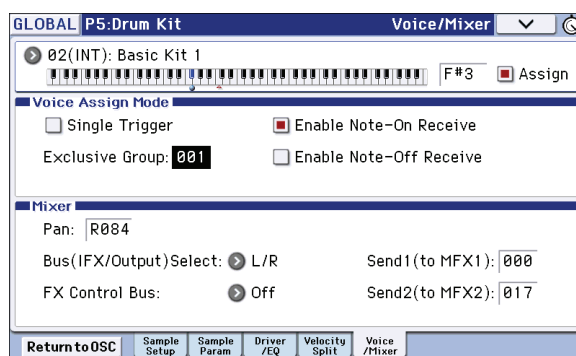 GLOBAL P5:Drum Kit Voice/Mixer
02(INT): Basic Kit 1
F#3 Assign
Voice Assign Mode
Single Trigger Enable Note-On Receive
Exclusive Group: 001 Enable Note-Off Receive
Mixer
Pan: R084
Bus(IFX/Output)Select: L/R Send1(to MFX1): 000
FX Control Bus: Off Send2(to MFX2): 017
Return to OSC Sample Setup Sample Param Driver /EQ Velocity Split Voice /Mixer